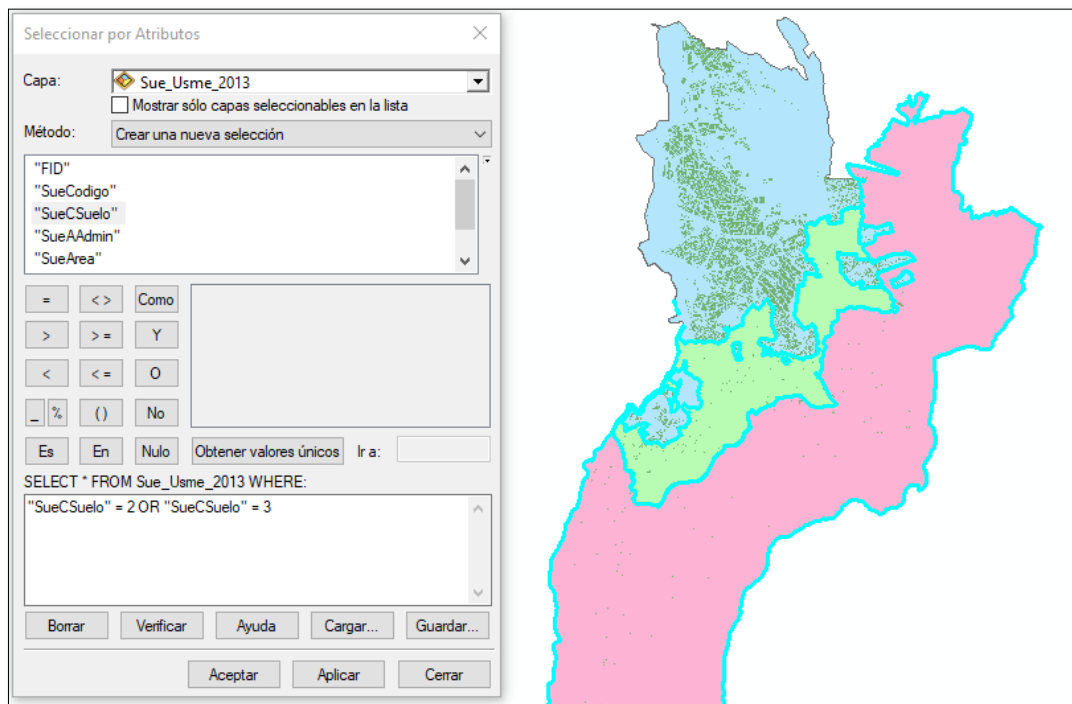 Seleccionar por Atributos
Capa: Sue_Usme_2013
Mostrar sólo capas seleccionables en la lista
Método: Crear una nueva selección
"FID"
"SueCodigo"
"SueCSuelo"
"SueAAdmin"
"SueArea"
= < > Como
> > = Y
< < = O
_ % () No
Es En Nulo Obtener valores únicos Ir a:
SELECT * FROM Sue_Usme_2013 WHERE:
"SueCSuelo" = 2 OR "SueCSuelo" = 3
Borrar Verificar Ayuda Cargar... Guardar...
Aceptar Aplicar Cerrar